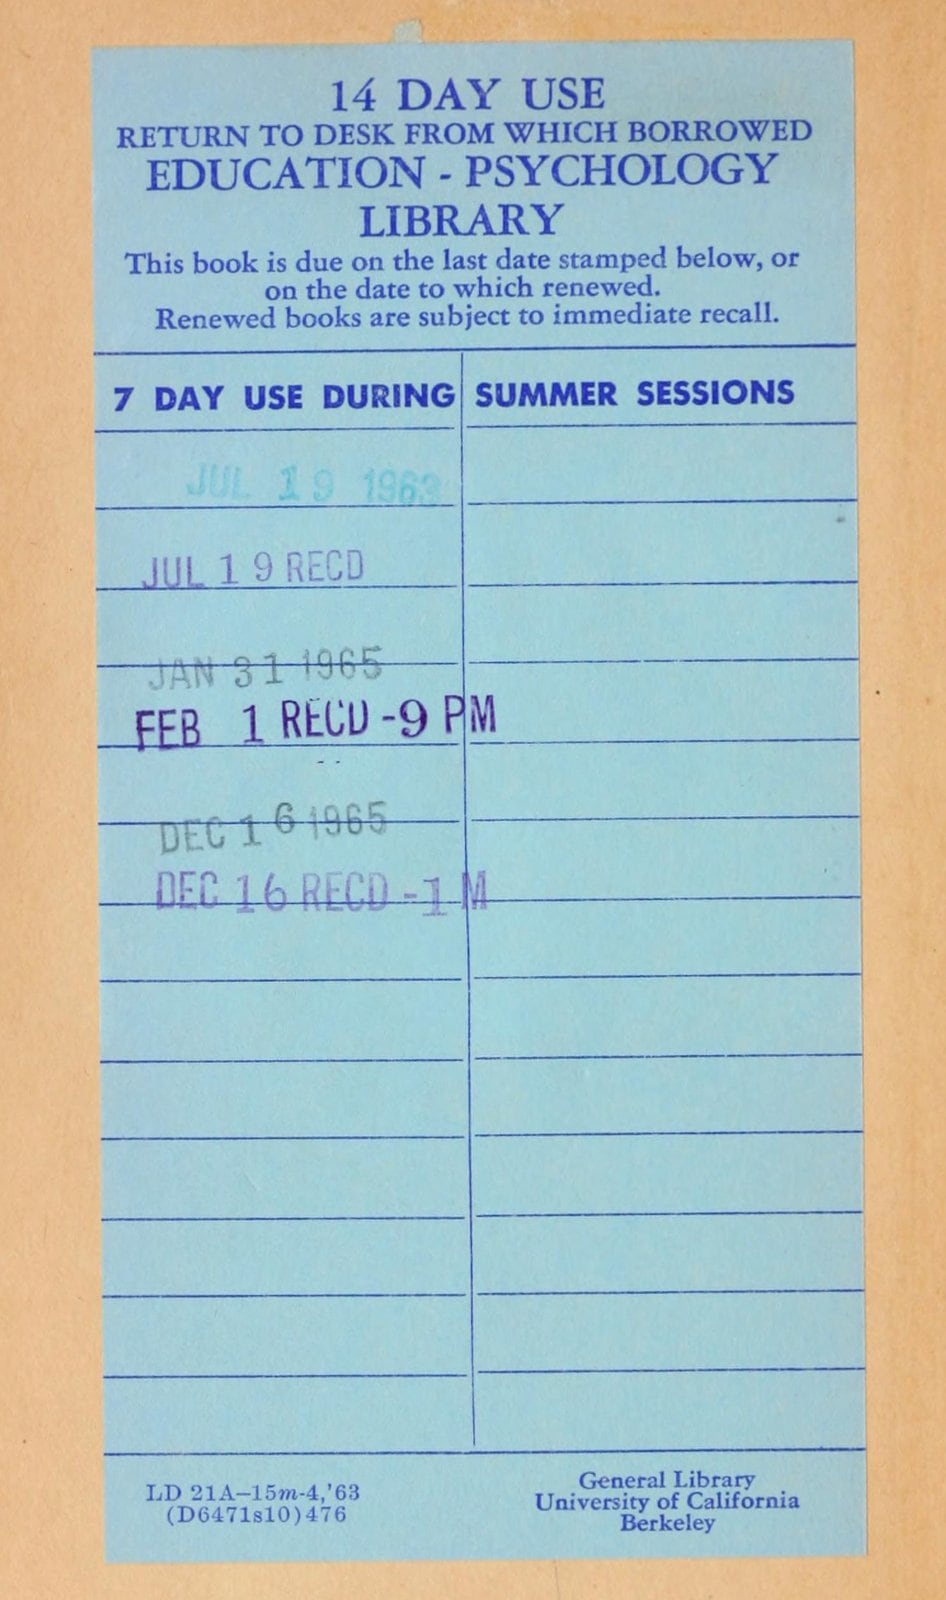 14 DAY USE
RETURN TO DESK FROM WHICH BORROWED
EDUCATION - PSYCHOLOGY
LIBRARY
This book is due on the last date stamped below, or
on the date to which renewed.
Renewed books are subject to immediate recall.
7 DAY USE DURING SUMMER SESSIONS
JUL 19 1963
JUL 19 RECD
JAN 31 1965
FEB 1 RECD -9 PM
DEC 16 1965
DEC 16 RECD -1 M
LD 21A–15m-4,'63
(D6471s10)476
General Library
University of California
Berkeley